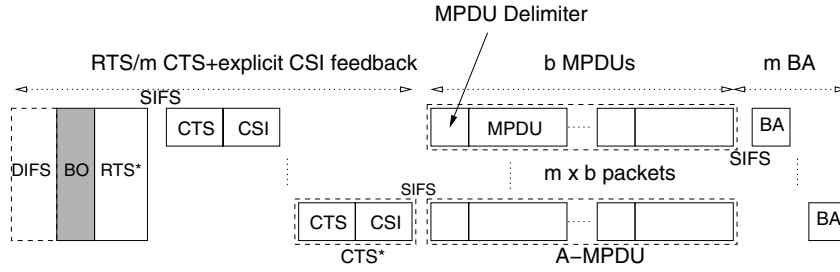 MPDU Delimiter
RTS/m CTS+explicit CSI feedback
b MPDUs
m BA
SIFS
CTS CSI
MPDU
BA
DIFS BO RTS*
SIFS
m x b packets
SIFS
CTS CSI
BA
CTS*
A-MPDU